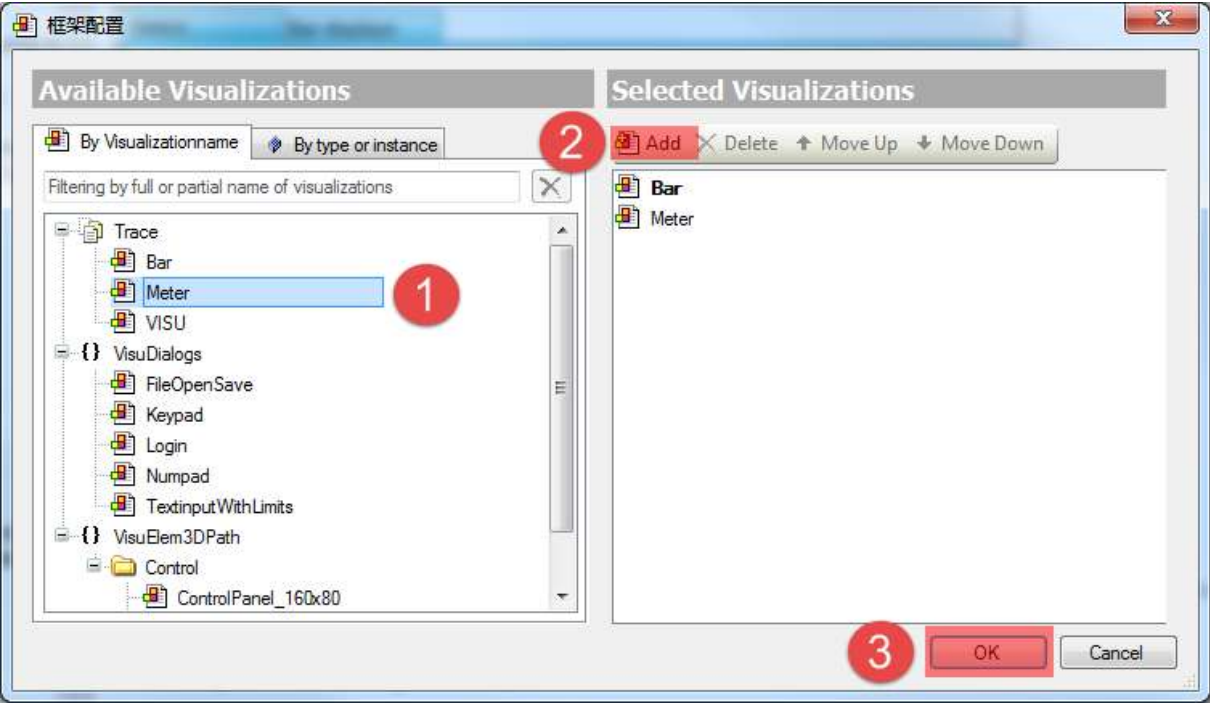 框架配置
Available Visualizations
By Visualizationname
By type or instance
Filtering by full or partial name of visualizations
Trace
Bar
Meter
VISU
VisuDialogs
FileOpenSave
Keypad
Login
Numpad
TextinputWithLimits
VisuElem3DPath
Control
ControlPanel_160x80
1
Selected Visualizations
2
Add Delete Move Up Move Down
Bar
Meter
3
OK Cancel